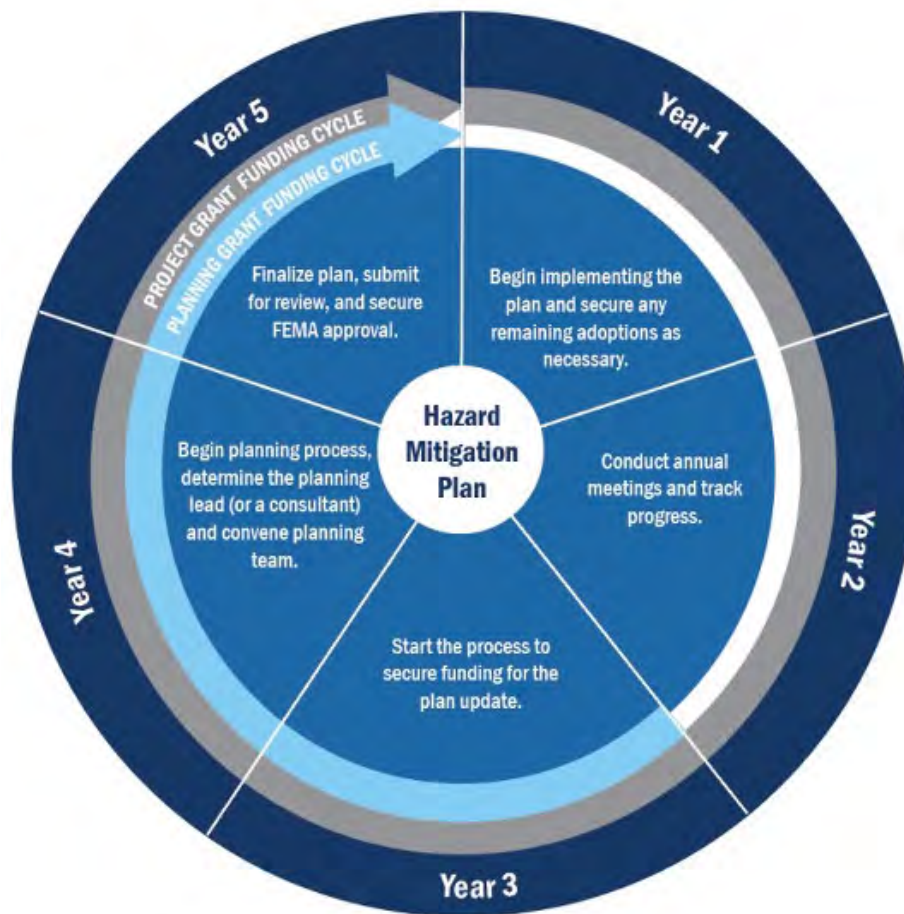 Year 5
Year 1
PROJECT GRANT FUNDING CYCLE
PLANNING GRANT FUNDING CYCLE
Finalize plan, submit
for review, and secure
FEMA approval.
Begin implementing the
plan and secure any
remaining adoptions as
necessary.
Hazard
Mitigation
Plan
Begin planning process,
determine the planning
lead (or a consultant)
and convene planning
team.
Conduct annual
meetings and track
progress.
Year 4
Year 2
Start the process to
secure funding for the
plan update.
Year 3